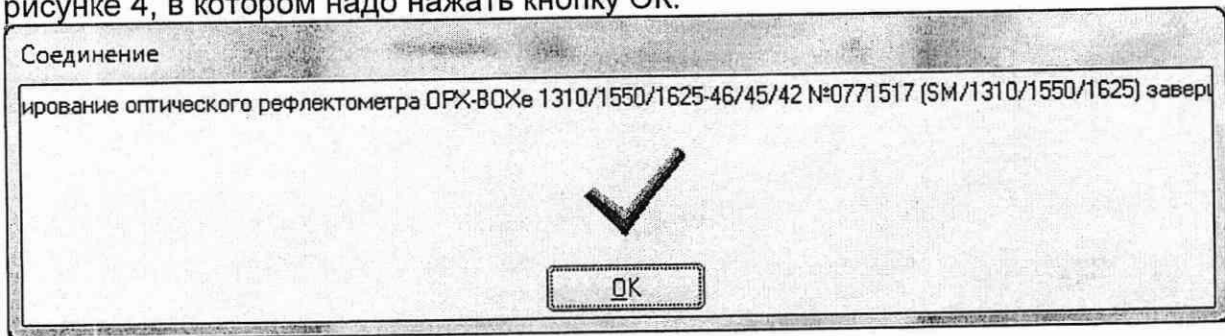 рисунке 4, в котором надо нажать кнопку ОК.
Соединение
ирование оптического рефлектометра OPX-BOXe 1310/1550/1625-46/45/42 №0771517 (SM/1310/1550/1625) завер
OK